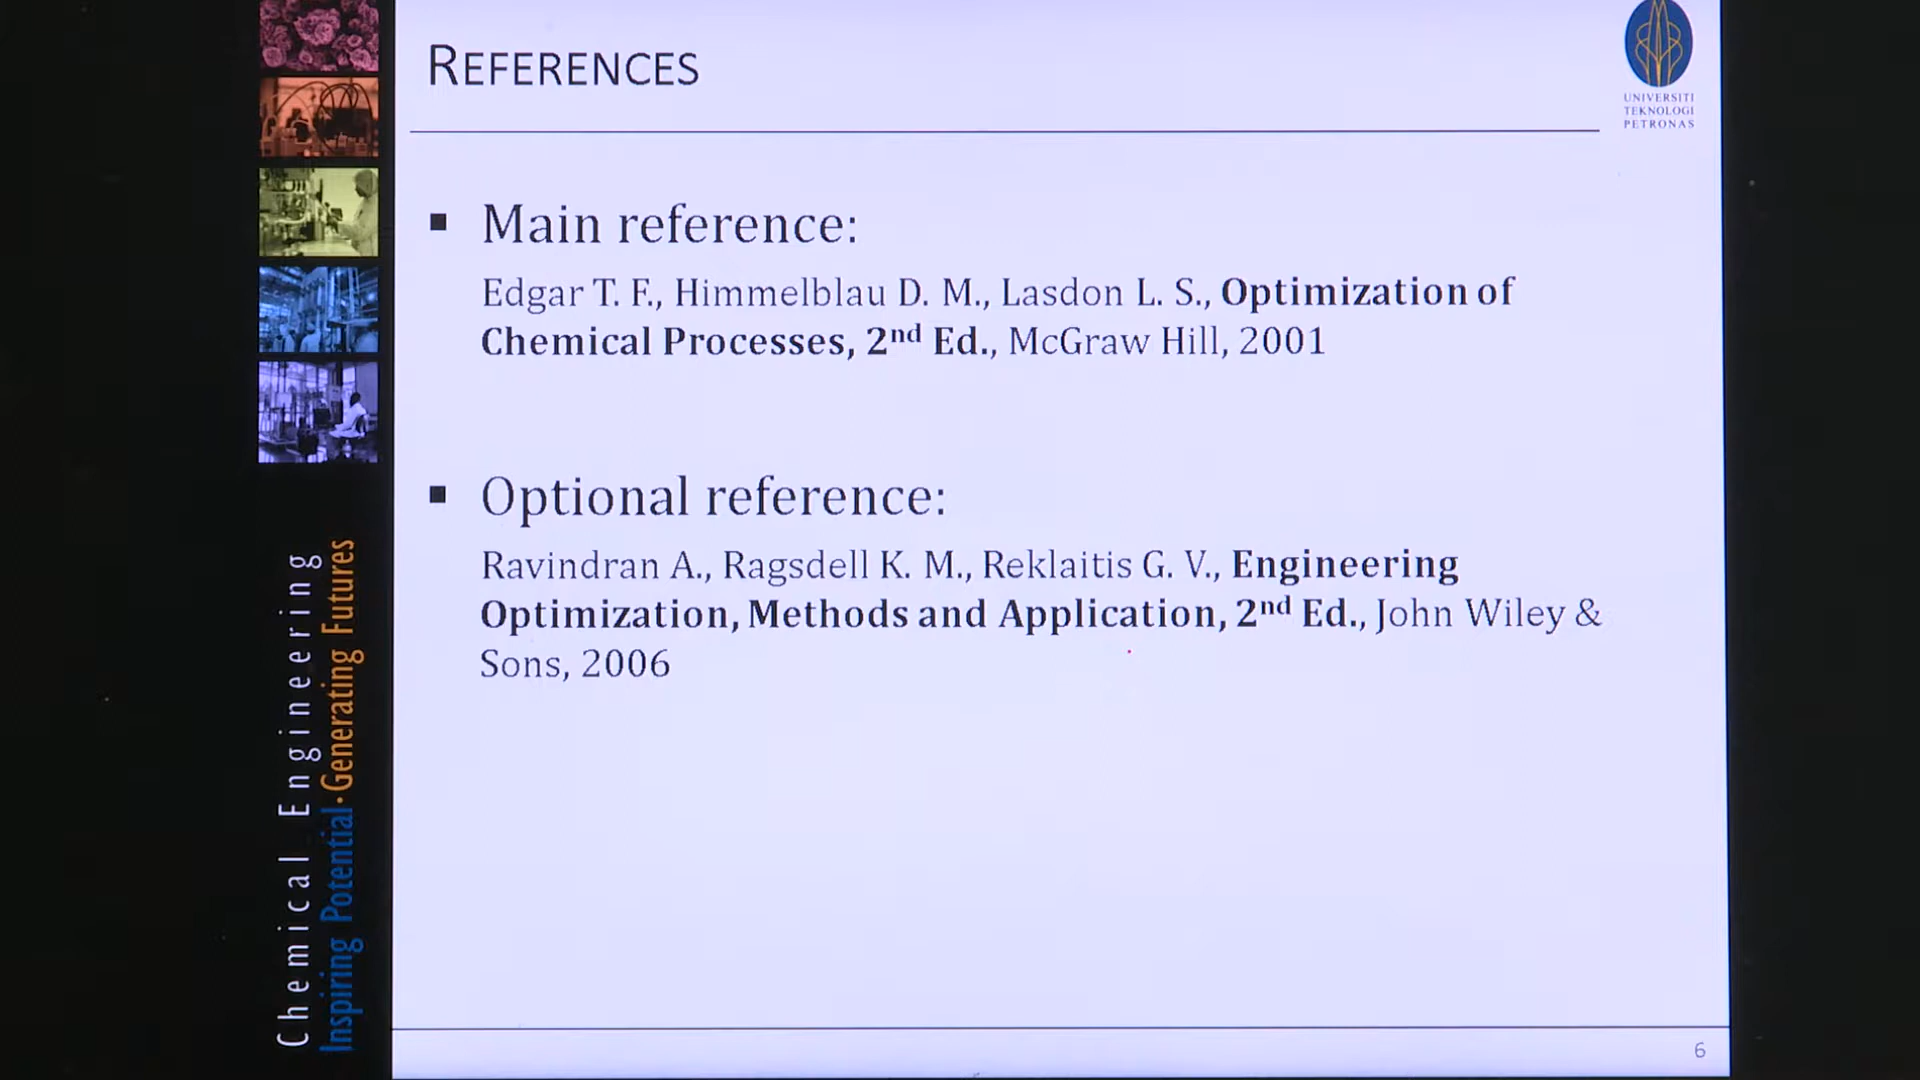 REFERENCES
UNIVERSITI
TEKNOLOGI
PETRONAS
▪ Main reference:
Edgar T. F., Himmelblau D. M., Lasdon L. S., Optimization of
Chemical Processes, 2nd Ed., McGraw Hill, 2001
▪ Optional reference:
Ravindran A., Ragsdell K. M., Reklaitis G. V., Engineering
Optimization, Methods and Application, 2nd Ed., John Wiley &
Sons, 2006
Chemical Engineering
Inspiring Potential·Generating Futures
6